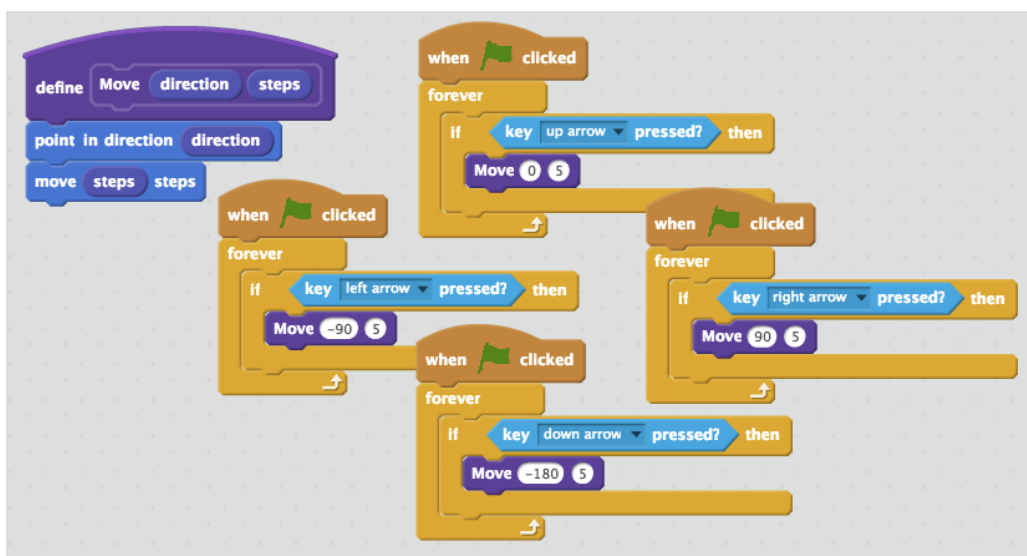 define Move direction steps
point in direction direction
move steps steps
when clicked
forever
if key up arrow pressed? then
Move 0 5
when clicked
forever
if key left arrow pressed? then
Move -90 5
when clicked
forever
if key right arrow pressed? then
Move 90 5
when clicked
forever
if key down arrow pressed? then
Move -180 5